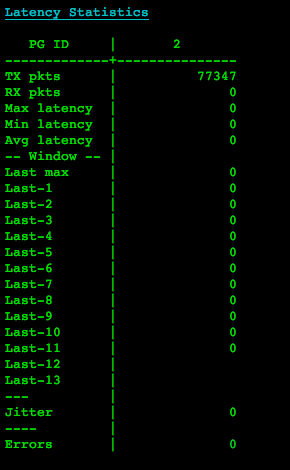 Latency Statistics
PG ID | 2
--------------+----------------
TX pkts | 77347
RX pkts | 0
Max latency | 0
Min latency | 0
Avg latency | 0
-- Window -- |
Last max | 0
Last-1 | 0
Last-2 | 0
Last-3 | 0
Last-4 | 0
Last-5 | 0
Last-6 | 0
Last-7 | 0
Last-8 | 0
Last-9 | 0
Last-10 | 0
Last-11 | 0
Last-12 |
Last-13 |
--- |
Jitter | 0
---- |
Errors | 0